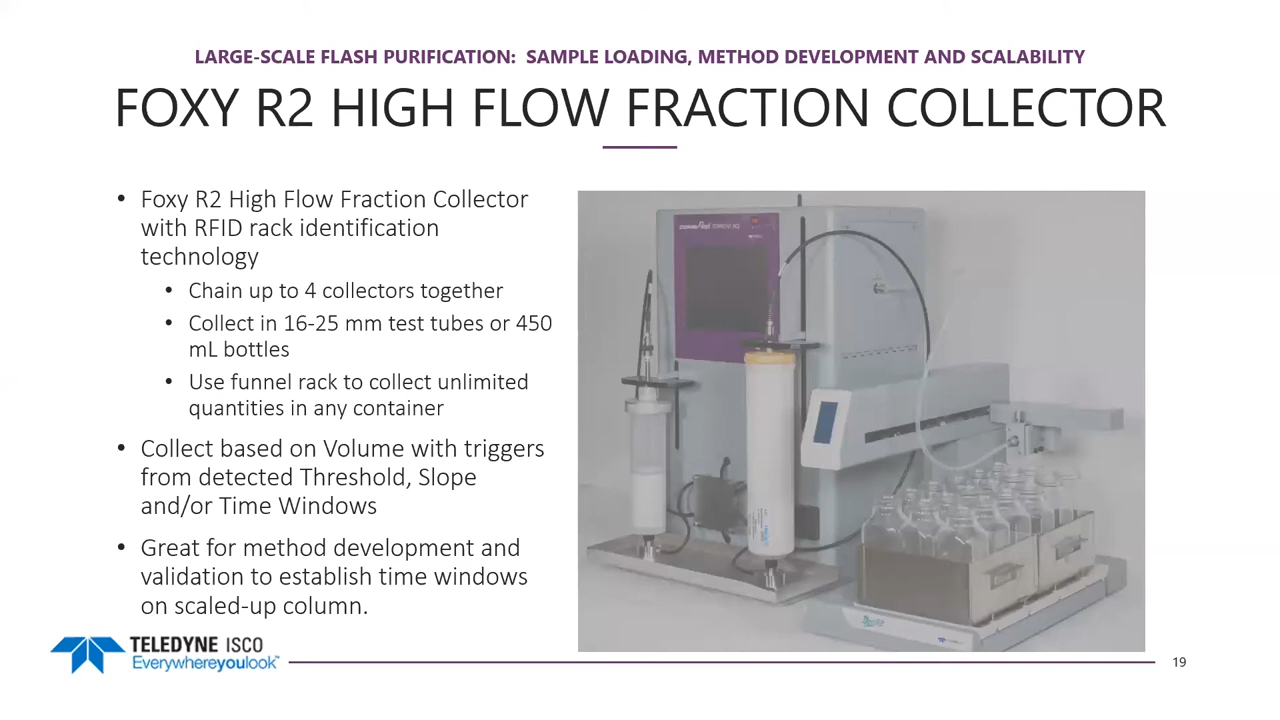 LARGE-SCALE FLASH PURIFICATION: SAMPLE LOADING, METHOD DEVELOPMENT AND SCALABILITY
FOXY R2 HIGH FLOW FRACTION COLLECTOR
• Foxy R2 High Flow Fraction Collector
with RFID rack identification
technology
• Chain up to 4 collectors together
• Collect in 16-25 mm test tubes or 450
mL bottles
• Use funnel rack to collect unlimited
quantities in any container
• Collect based on Volume with triggers
from detected Threshold, Slope
and/or Time Windows
• Great for method development and
validation to establish time windows
on scaled-up column.
TELEDYNE ISCO
Everywhereyoulook™
19